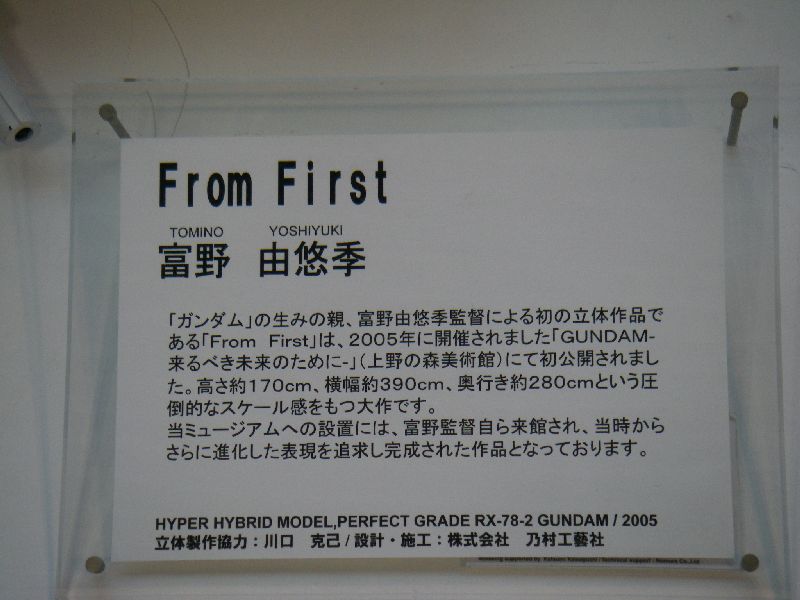 From First
TOMINO YOSHIYUKI
富野 由悠季
「ガンダム」の生みの親、富野由悠季監督による初の立体作品で
ある「From First」は、2005年に開催されました「GUNDAM-
来るべき未来のために-」(上野の森美術館)にて初公開されまし
た。高さ約170cm、横幅約390cm、奥行き約280cmという圧
倒的なスケール感をもつ大作です。
当ミュージアムへの設置には、富野監督自ら来館され、当時から
さらに進化した表現を追求し完成された作品となっております。
HYPER HYBRID MODEL,PERFECT GRADE RX-78-2 GUNDAM / 2005
立体製作協力：川口 克己 / 設計・施工：株式会社 乃村工藝社